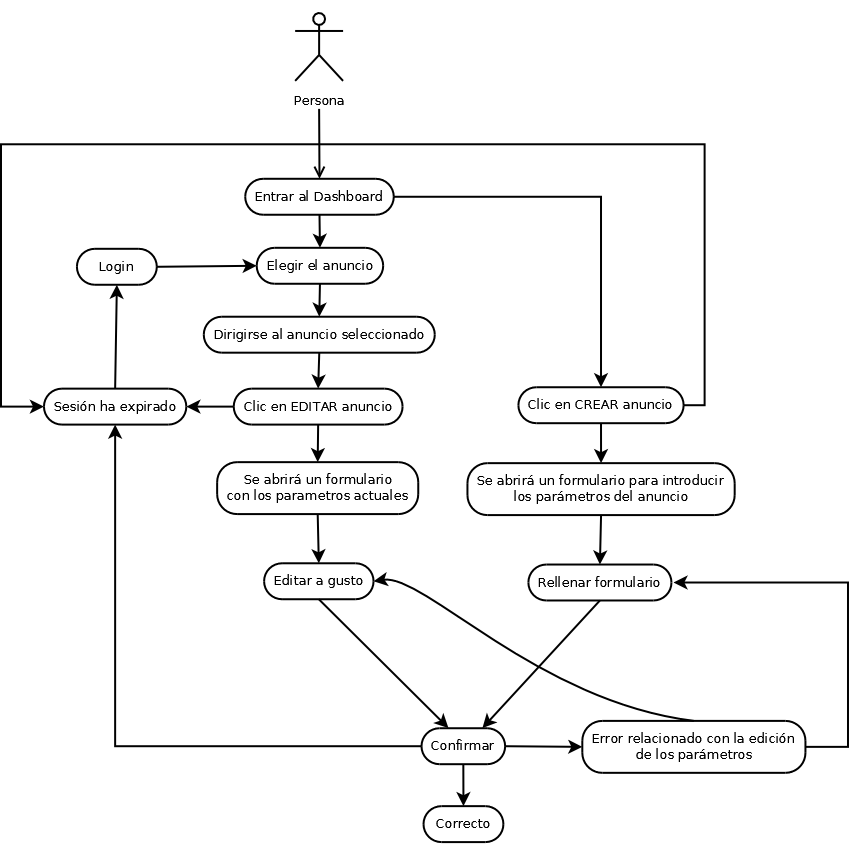 Persona
Entrar al Dashboard
Login
Elegir el anuncio
Dirigirse al anuncio seleccionado
Sesión ha expirado
Clic en EDITAR anuncio
Clic en CREAR anuncio
Se abrirá un formulario
con los parametros actuales
Se abrirá un formulario para introducir
los parámetros del anuncio
Editar a gusto
Rellenar formulario
Confirmar
Error relacionado con la edición
de los parámetros
Correcto